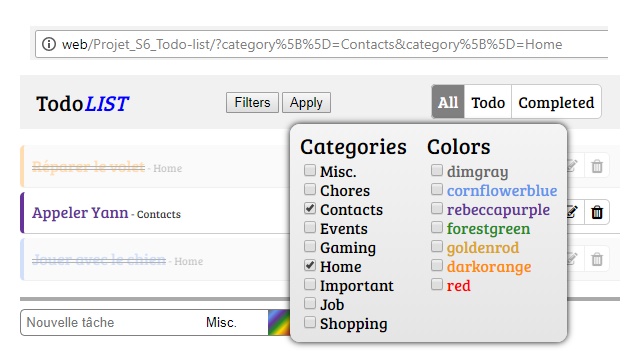 web/Projet_S6_Todo-list/?category%5B%5D=Contacts&category%5B%5D=Home
TodoLIST Filters Apply All Todo Completed
Categories Colors
Misc. dimgray
Chores cornflowerblue
Contacts rebeccapurple
Events forestgreen
Gaming goldenrod
Home darkorange
Important red
Job
Shopping
Réparer le volet - Home
Appeler Yann - Contacts
Jouer avec le chien - Home
Nouvelle tâche Misc.